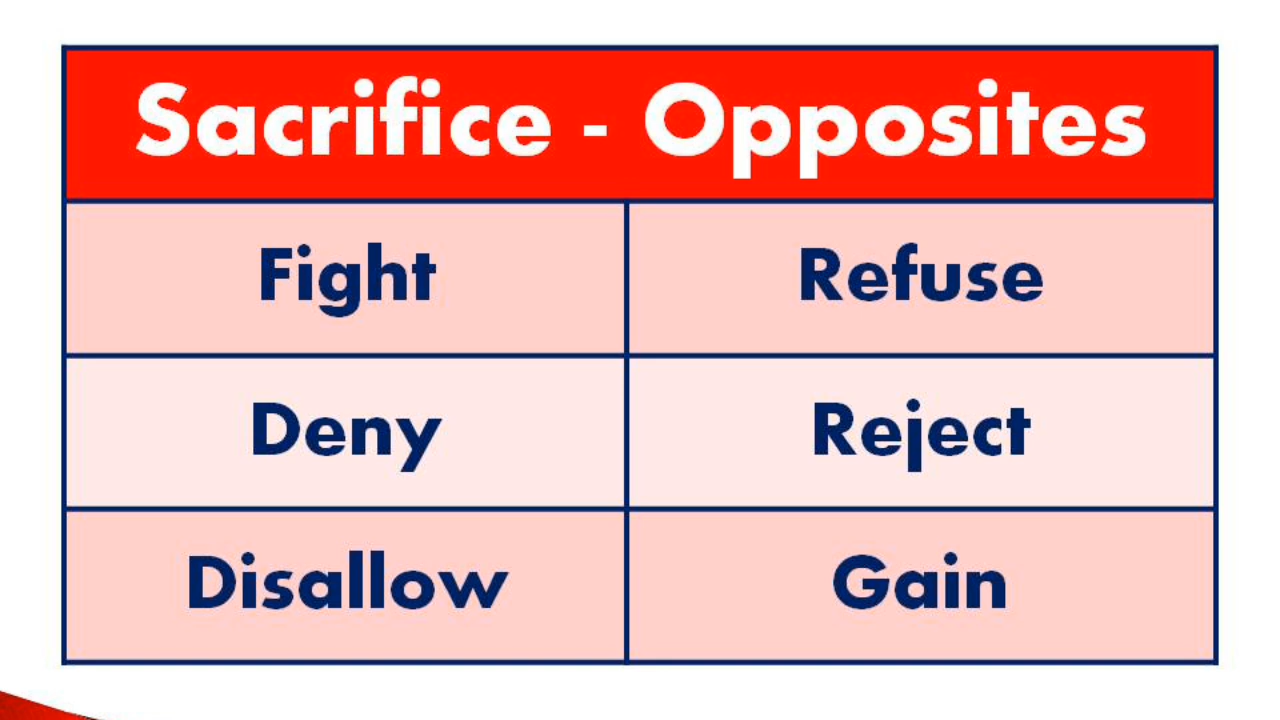 Sacrifice - Opposites
Fight Refuse
Deny Reject
Disallow Gain